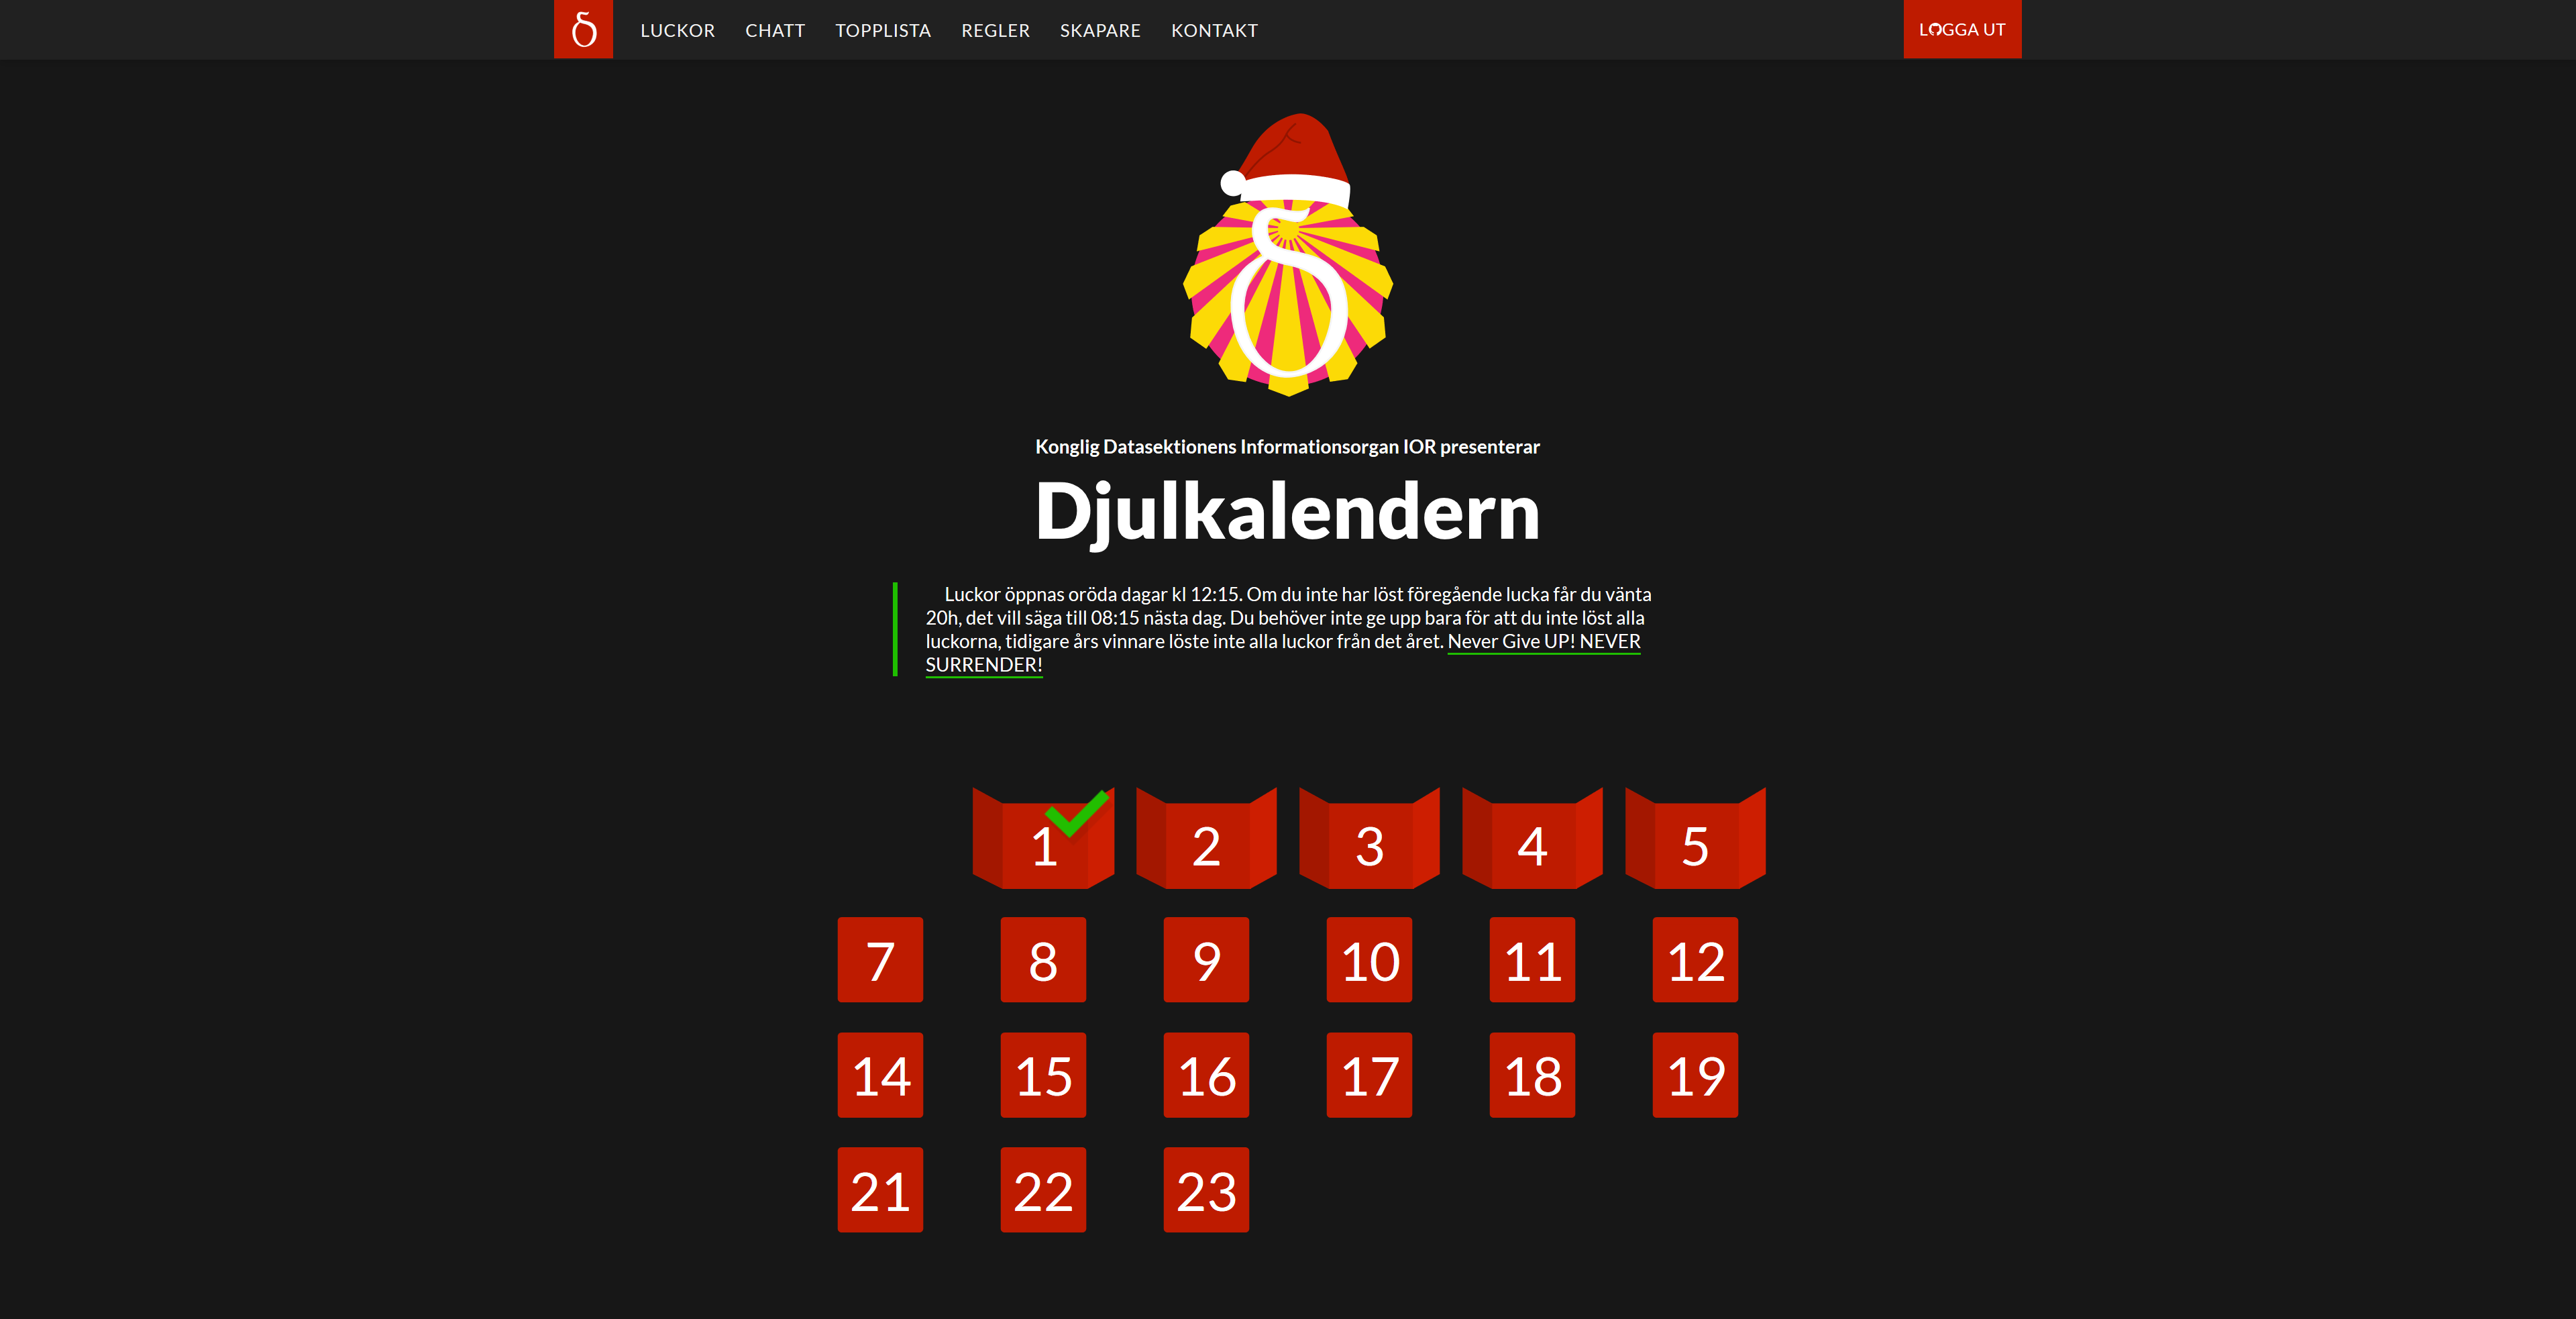 ð LUCKOR CHATT TOPPLISTA REGLER SKAPARE KONTAKT LOGGA UT
ð
Konglig Datasektionens Informationsorgan IOR presenterar
Djulkalendern
Luckor öppnas oröda dagar kl 12:15. Om du inte har löst föregående lucka får du vänta
20h, det vill säga till 08:15 nästa dag. Du behöver inte ge upp bara för att du inte löst alla
luckorna, tidigare års vinnare löste inte alla luckor från det året. Never Give UP! NEVER
SURRENDER!
1 2 3 4 5
7 8 9 10 11 12
14 15 16 17 18 19
21 22 23